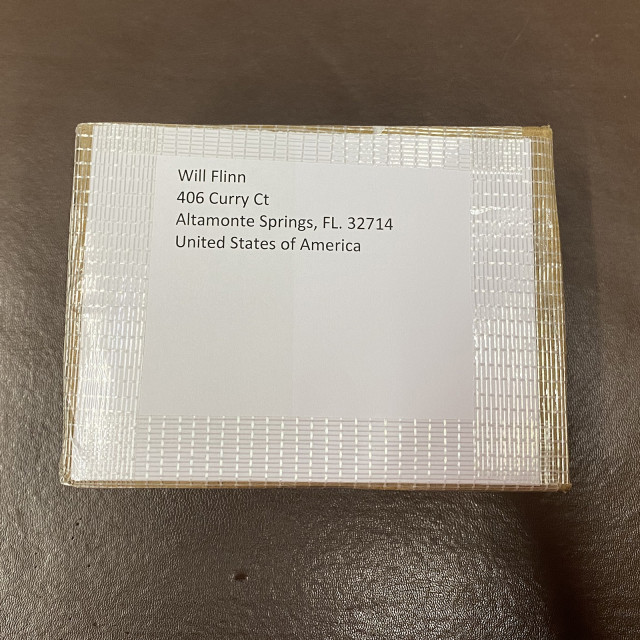 Will Flinn
406 Curry Ct
Altamonte Springs, FL. 32714
United States of America